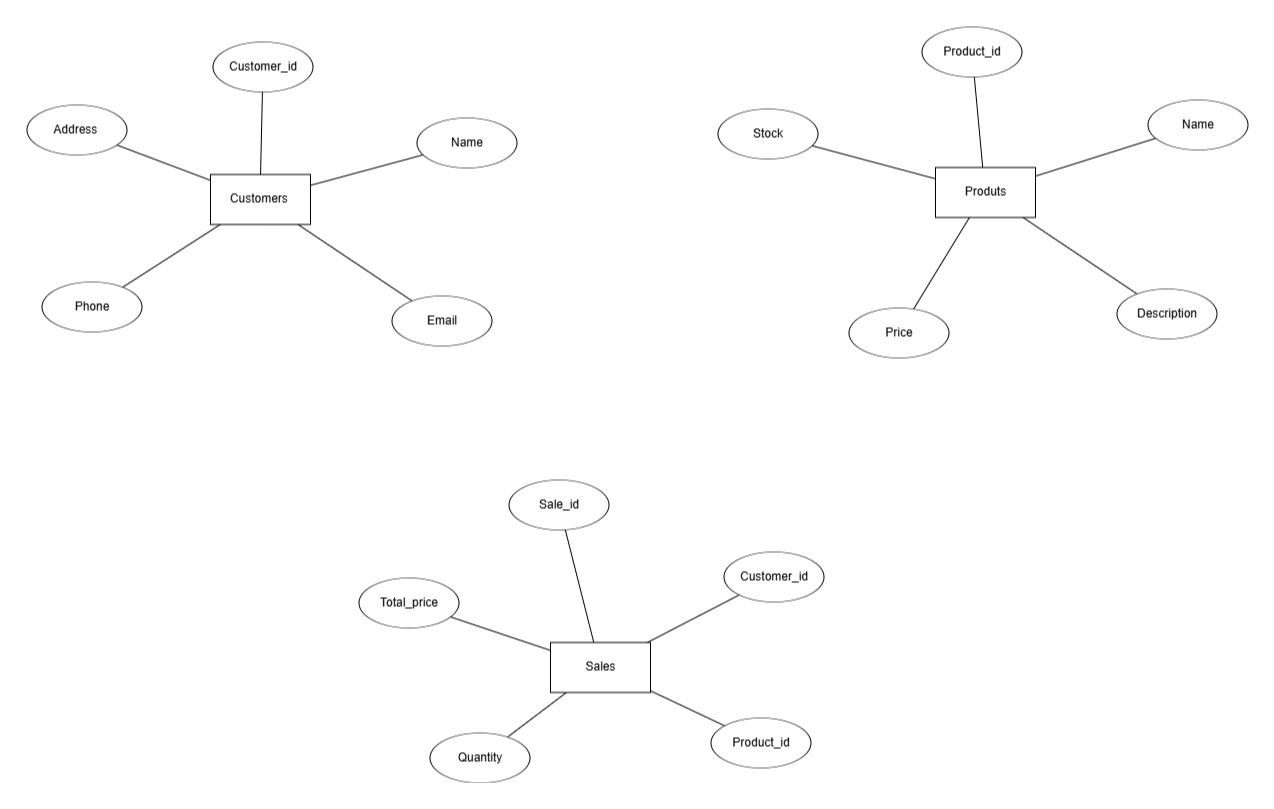 Customer_id
Address
Name
Customers
Phone
Email
Product_id
Stock
Name
Produts
Price
Description
Sale_id
Customer_id
Total_price
Sales
Product_id
Quantity